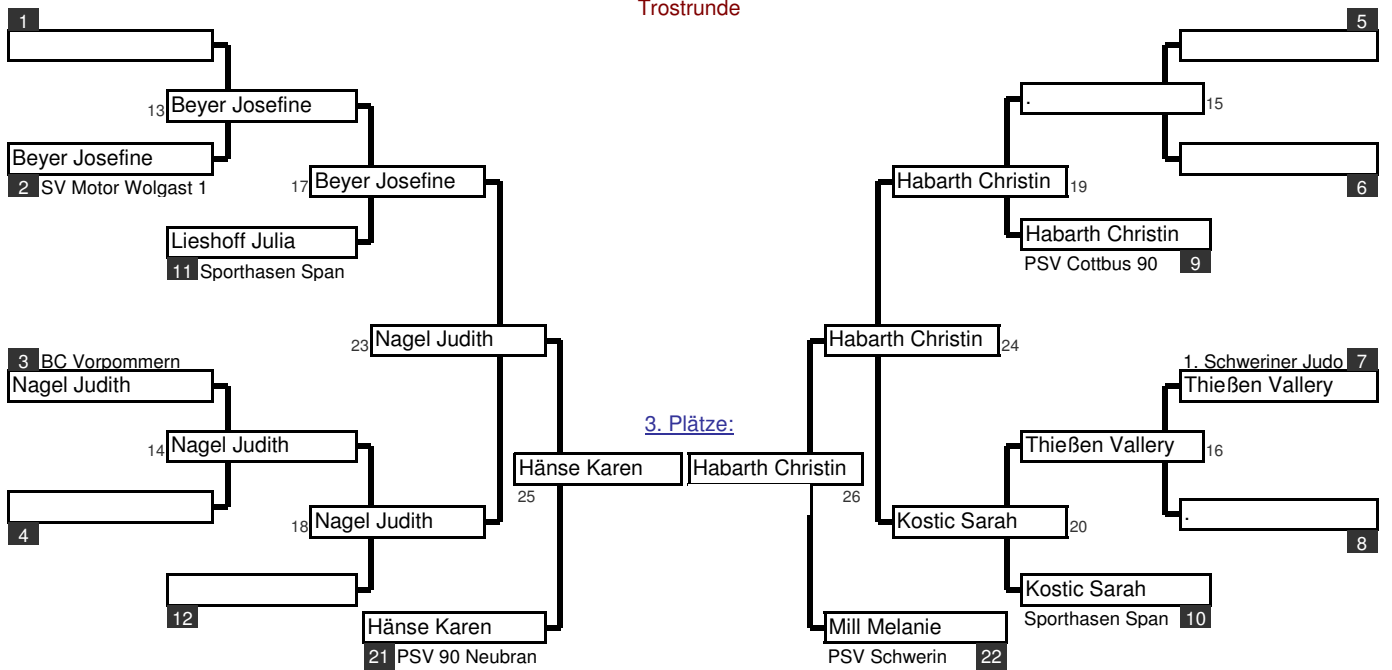 Trostrunde
1
5
13 Beyer Josefine
. 15
Beyer Josefine
2 SV Motor Wolgast 1
6
17 Beyer Josefine
Habarth Christin 19
Lieshoff Julia
11 Sporthasen Span
Habarth Christin
PSV Cottbus 90 9
23 Nagel Judith
Habarth Christin 24
3 BC Vorpommern
Nagel Judith
1. Schweriner Judo 7
Thießen Vallery
3. Plätze:
14 Nagel Judith
Thießen Vallery 16
Hänse Karen
25
Habarth Christin
26
4
.
8
18 Nagel Judith
Kostic Sarah 20
12
Kostic Sarah
Sporthasen Span 10
Hänse Karen
21 PSV 90 Neubran
Mill Melanie
PSV Schwerin 22